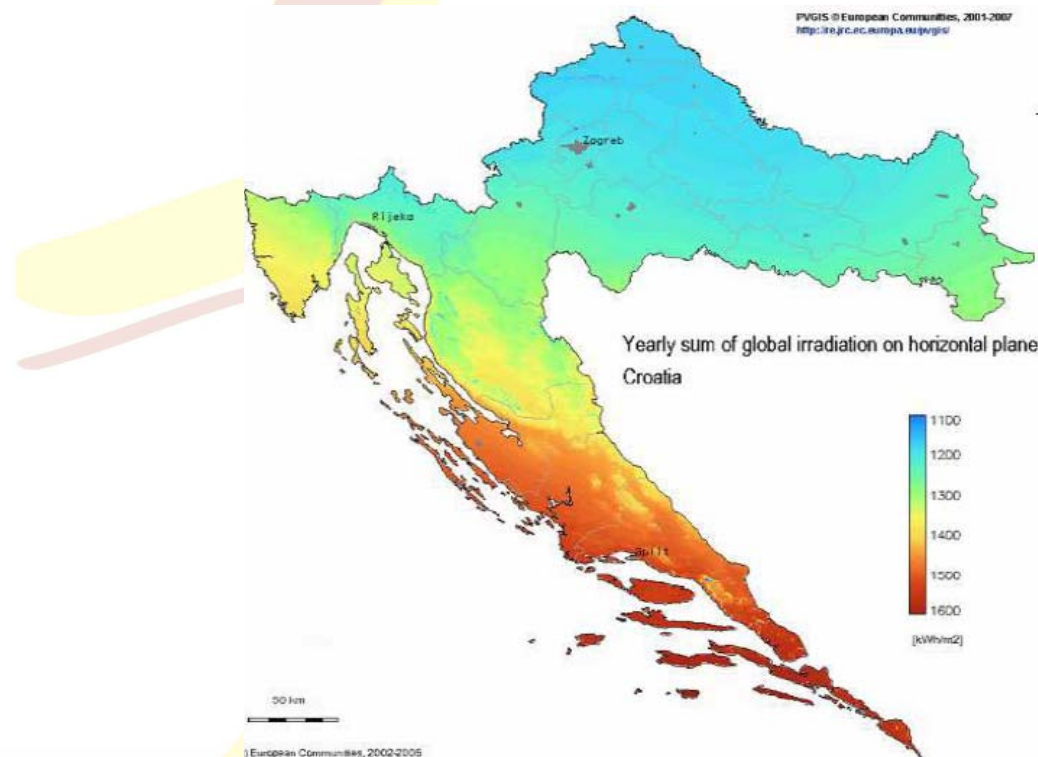 PVGIS © European Communities, 2001-2007
http://re.jrc.ec.europa.eu/pvgis/
Zagreb
Rijeka
Yearly sum of global irradiation on horizontal plane
Croatia
1100
1200
1300
1400
1500
1600
[kWh/m2]
Split
50 km
European Communities, 2002-2006